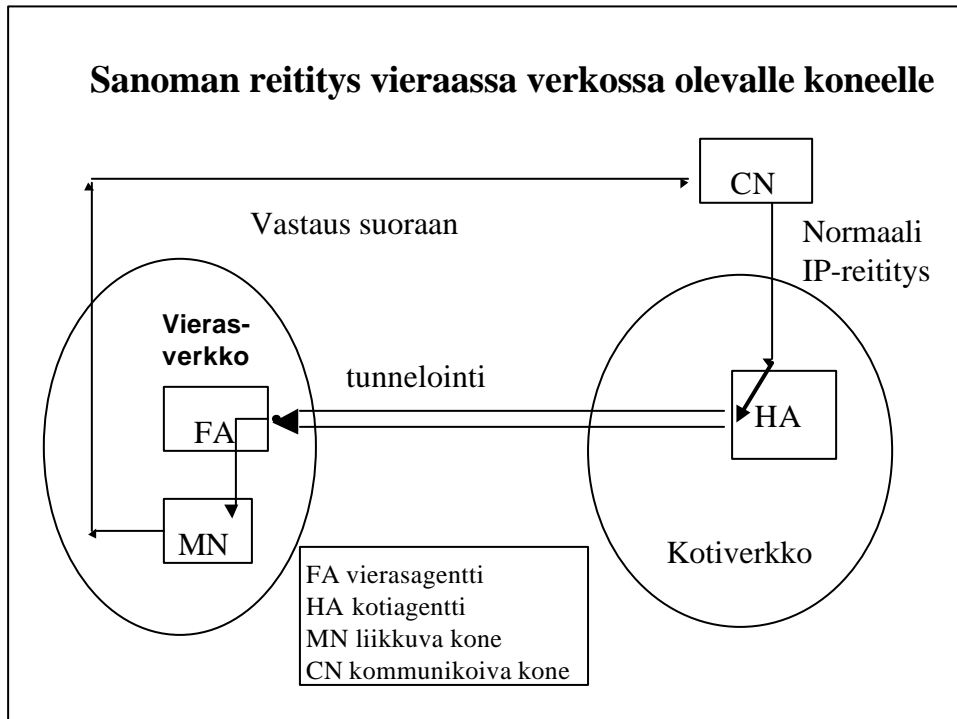 Sanoman reititys vieraassa verkossa olevalle koneelle
CN
Vastaus suoraan
Normaali
IP-reititys
Vieras-
verkko
tunnelointi
FA
HA
MN
Kotiverkko
FA vierasagentti
HA kotiagentti
MN liikkuva kone
CN kommunikoiva kone